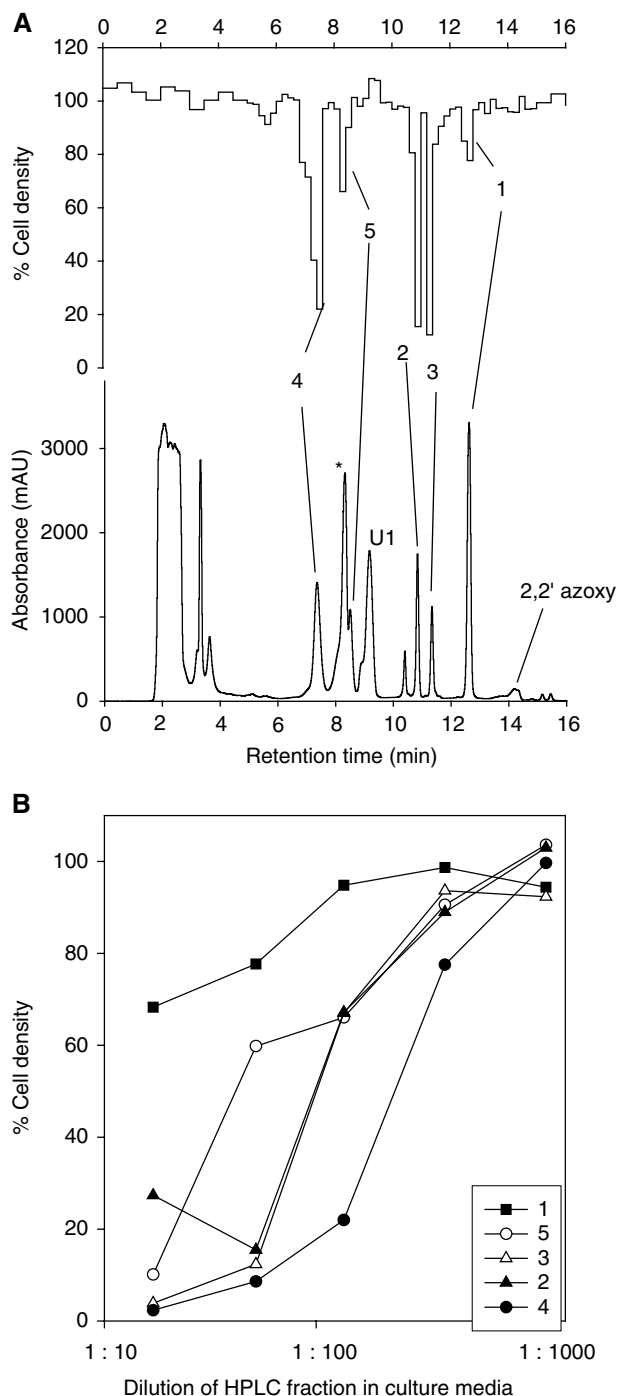 A
0 2 4 6 8 10 12 14 16
120
100
80
60
40
20
0
% Cell density
1
5
2
3
4
3000
2000
1000
0
Absorbance (mAU)
*
U1
2,2' azoxy
0 2 4 6 8 10 12 14 16
Retention time (min)
B
100
80
60
40
20
0
% Cell density
1
5
3
2
4
1 : 10 1 : 100 1 : 1000
Dilution of HPLC fraction in culture media